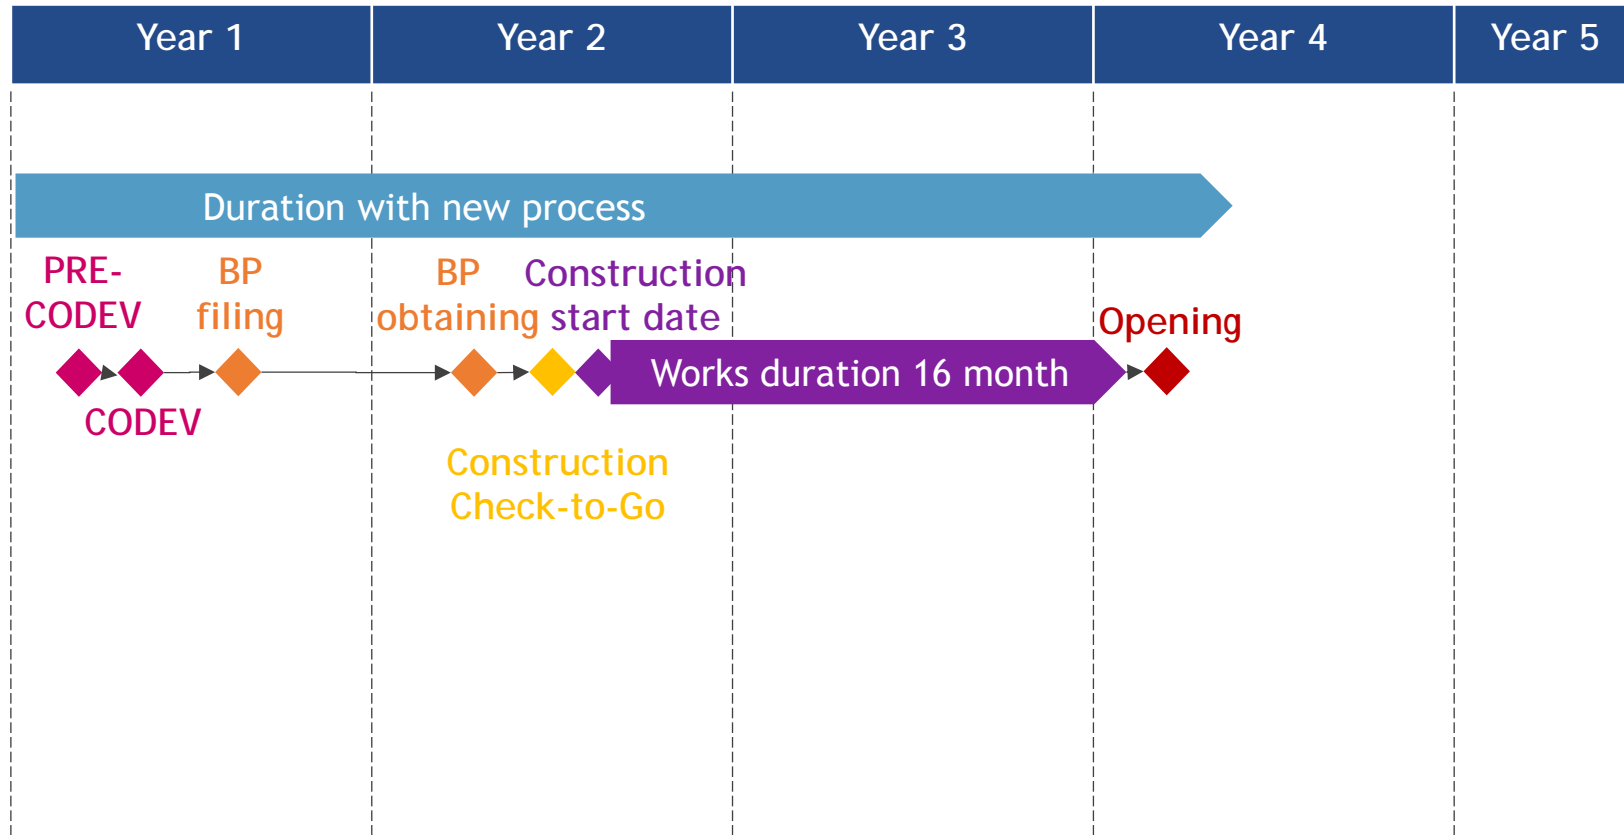 Year 1
Year 2
Year 3
Year 4
Year 5
Duration with new process
PRE-
CODEV
BP
filing
BP
obtaining
Construction
start date
Opening
Works duration 16 month
CODEV
Construction
Check-to-Go